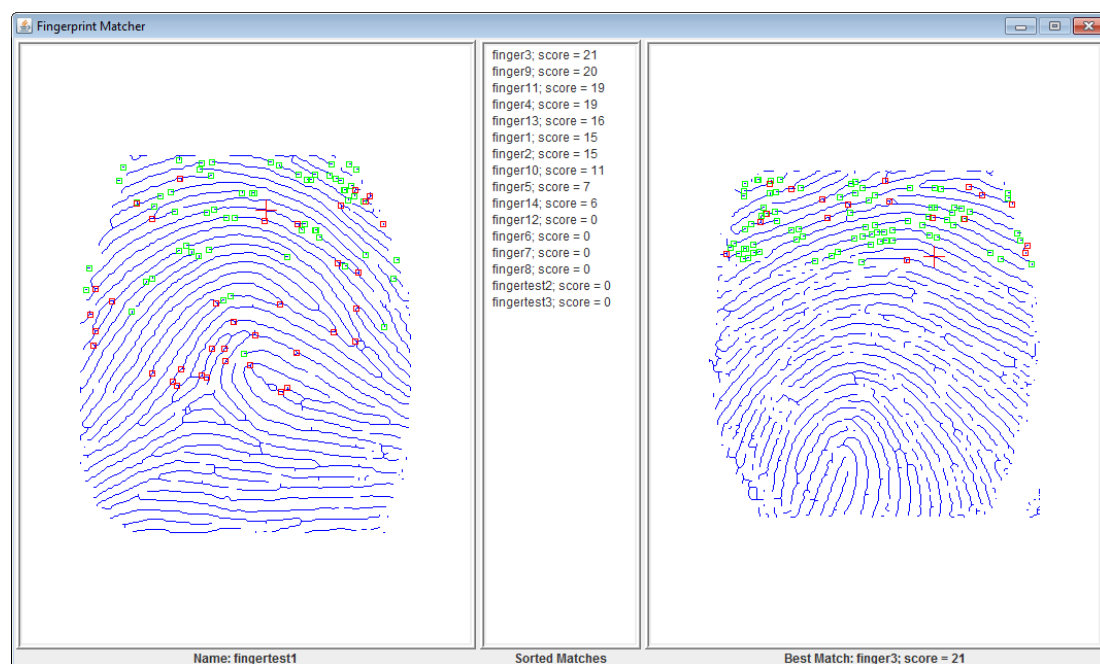 Fingerprint Matcher
finger3; score = 21
finger9; score = 20
finger11; score = 19
finger4; score = 19
finger13; score = 16
finger1; score = 15
finger2; score = 15
finger10; score = 11
finger5; score = 7
finger14; score = 6
finger12; score = 0
finger6; score = 0
finger7; score = 0
finger8; score = 0
fingertest2; score = 0
fingertest3; score = 0
Name: fingertest1
Sorted Matches
Best Match: finger3; score = 21